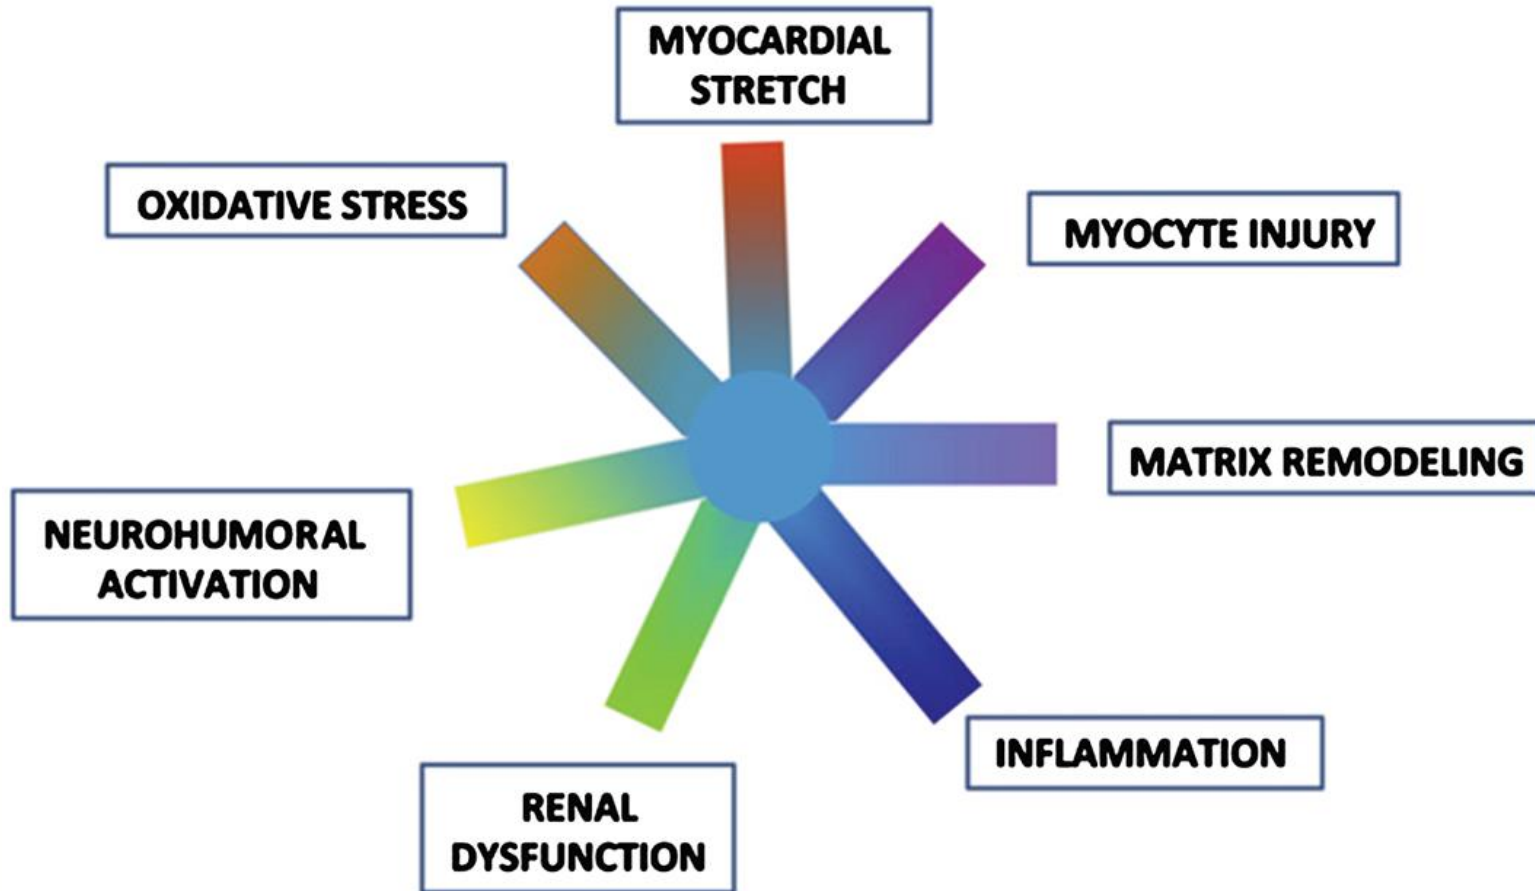 MYOCARDIAL
STRETCH
OXIDATIVE STRESS
MYOCYTE INJURY
MATRIX REMODELING
NEUROHUMORAL
ACTIVATION
INFLAMMATION
RENAL
DYSFUNCTION